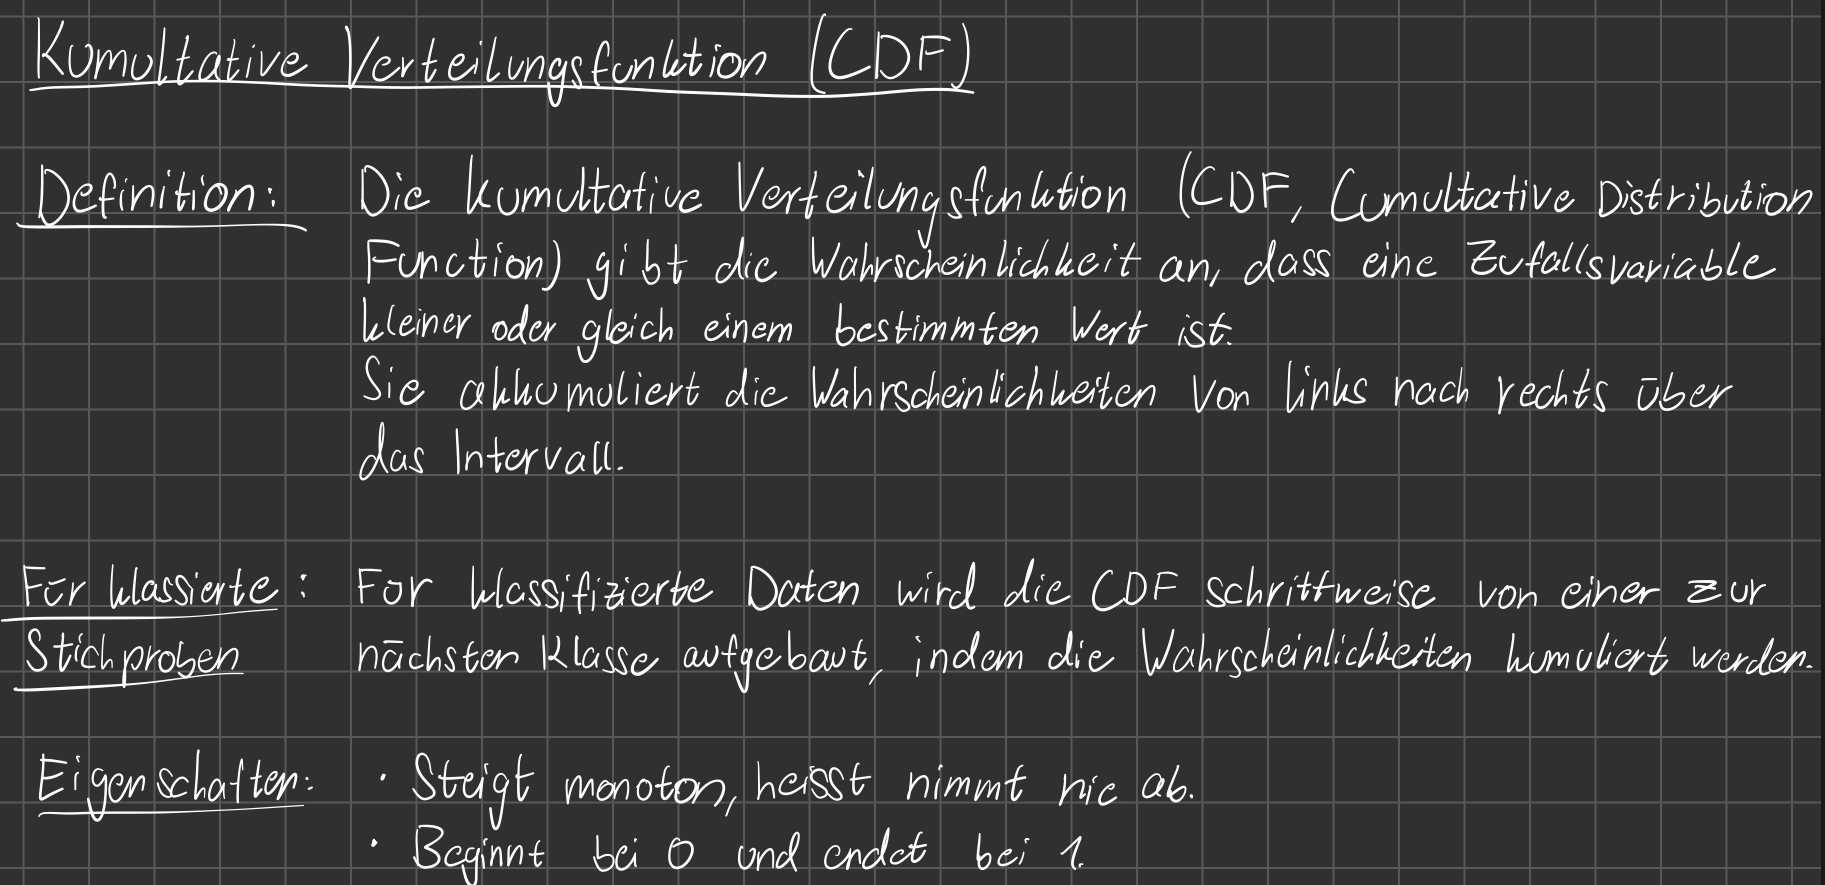 Kumultative Verteilungsfunktion (CDF)
Definition: Die kumultative Verteilungsfunktion (CDF, Cumultative Distribution
Function) gibt die Wahrscheinlichkeit an, dass eine Zufallsvariable
kleiner oder gleich einem bestimmten Wert ist.
Sie akkumuliert die Wahrscheinlichkeiten von links nach rechts über
das Intervall.
Für klassierte : Für klassifizierte Daten wird die CDF schrittweise von einer zur
Stichproben nächsten Klasse aufgebaut, indem die Wahrscheinlichkeiten kumuliert werden.
Eigenschaften: · Steigt monoton, heisst nimmt nie ab.
· Beginnt bei 0 und endet bei 1.